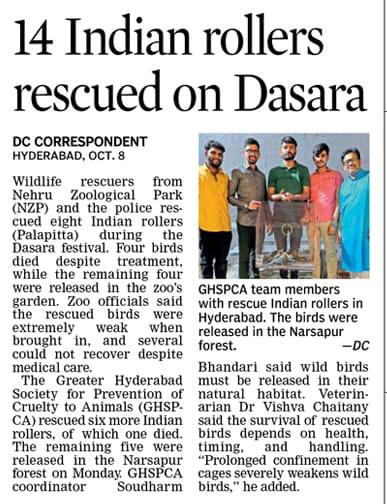 14 Indian rollers
rescued on Dasara
DC CORRESPONDENT
HYDERABAD, OCT. 8
Wildlife rescuers from
Nehru Zoological Park
(NZP) and the police res-
cued eight Indian rollers
(Palapitta) during the
Dasara festival. Four birds
died despite treatment,
while the remaining four
were released in the zoo's
garden. Zoo officials said
the rescued birds were
extremely weak when
brought in, and several
could not recover despite
medical care.
The Greater Hyderabad
Society for Prevention of
Cruelty to Animals (GHSP-
CA) rescued six more Indian
rollers, of which one died.
The remaining five were
released in the Narsapur
forest on Monday. GHSPCA
coordinator Soudharm
GHSPCA team members
with rescue Indian rollers in
Hyderabad. The birds were
released in the Narsapur
forest. —DC
Bhandari said wild birds
must be released in their
natural habitat. Veterin-
arian Dr Vishva Chaitany
said the survival of rescued
birds depends on health,
timing, and handling.
“Prolonged confinement in
cages severely weakens wild
birds,” he added.